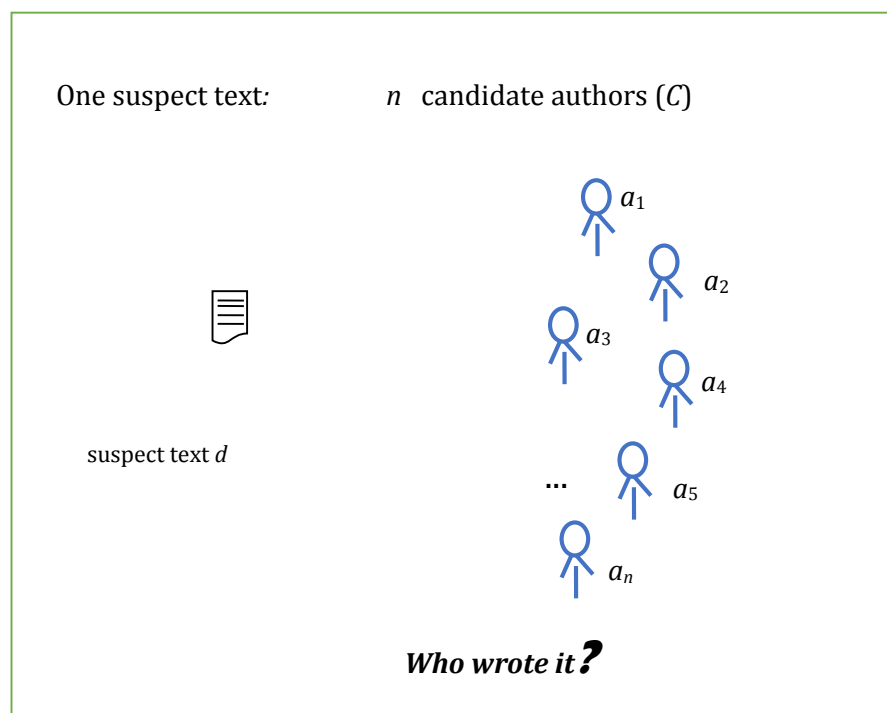 One suspect text: n candidate authors (C)
a1
a2
a3
a4
... a5
suspect text d
an
Who wrote it?